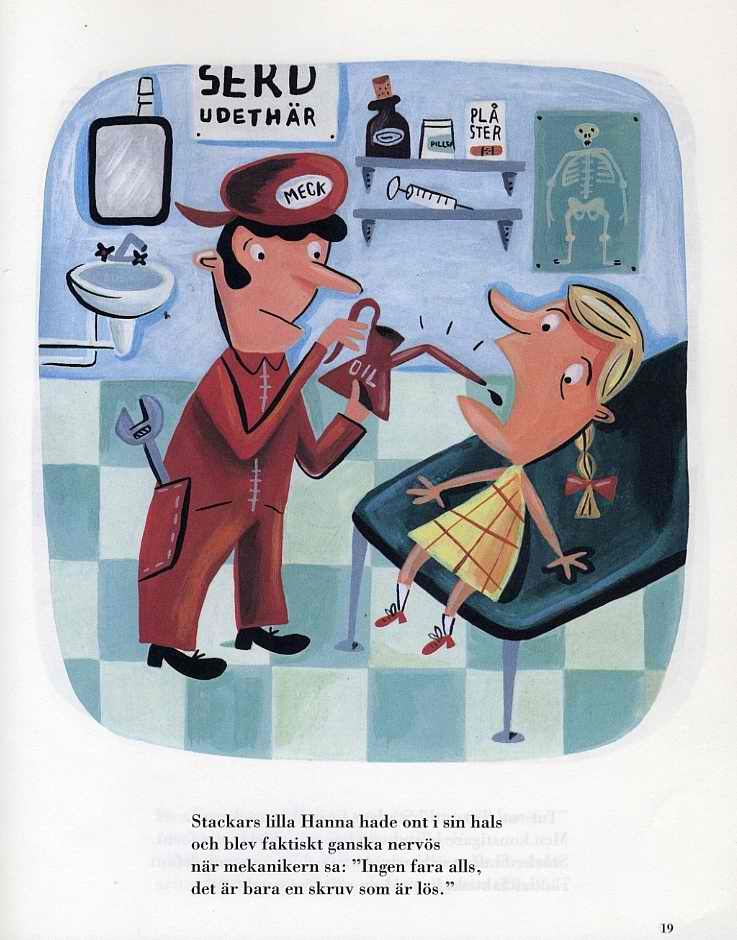 SERD
UDETHÄR
PLÅ
STER
PILLER
MECK
OIL
Stackars lilla Hanna hade ont i sin hals
och blev faktiskt ganska nervös
när mekanikern sa: ”Ingen fara alls,
det är bara en skruv som är lös.”
19